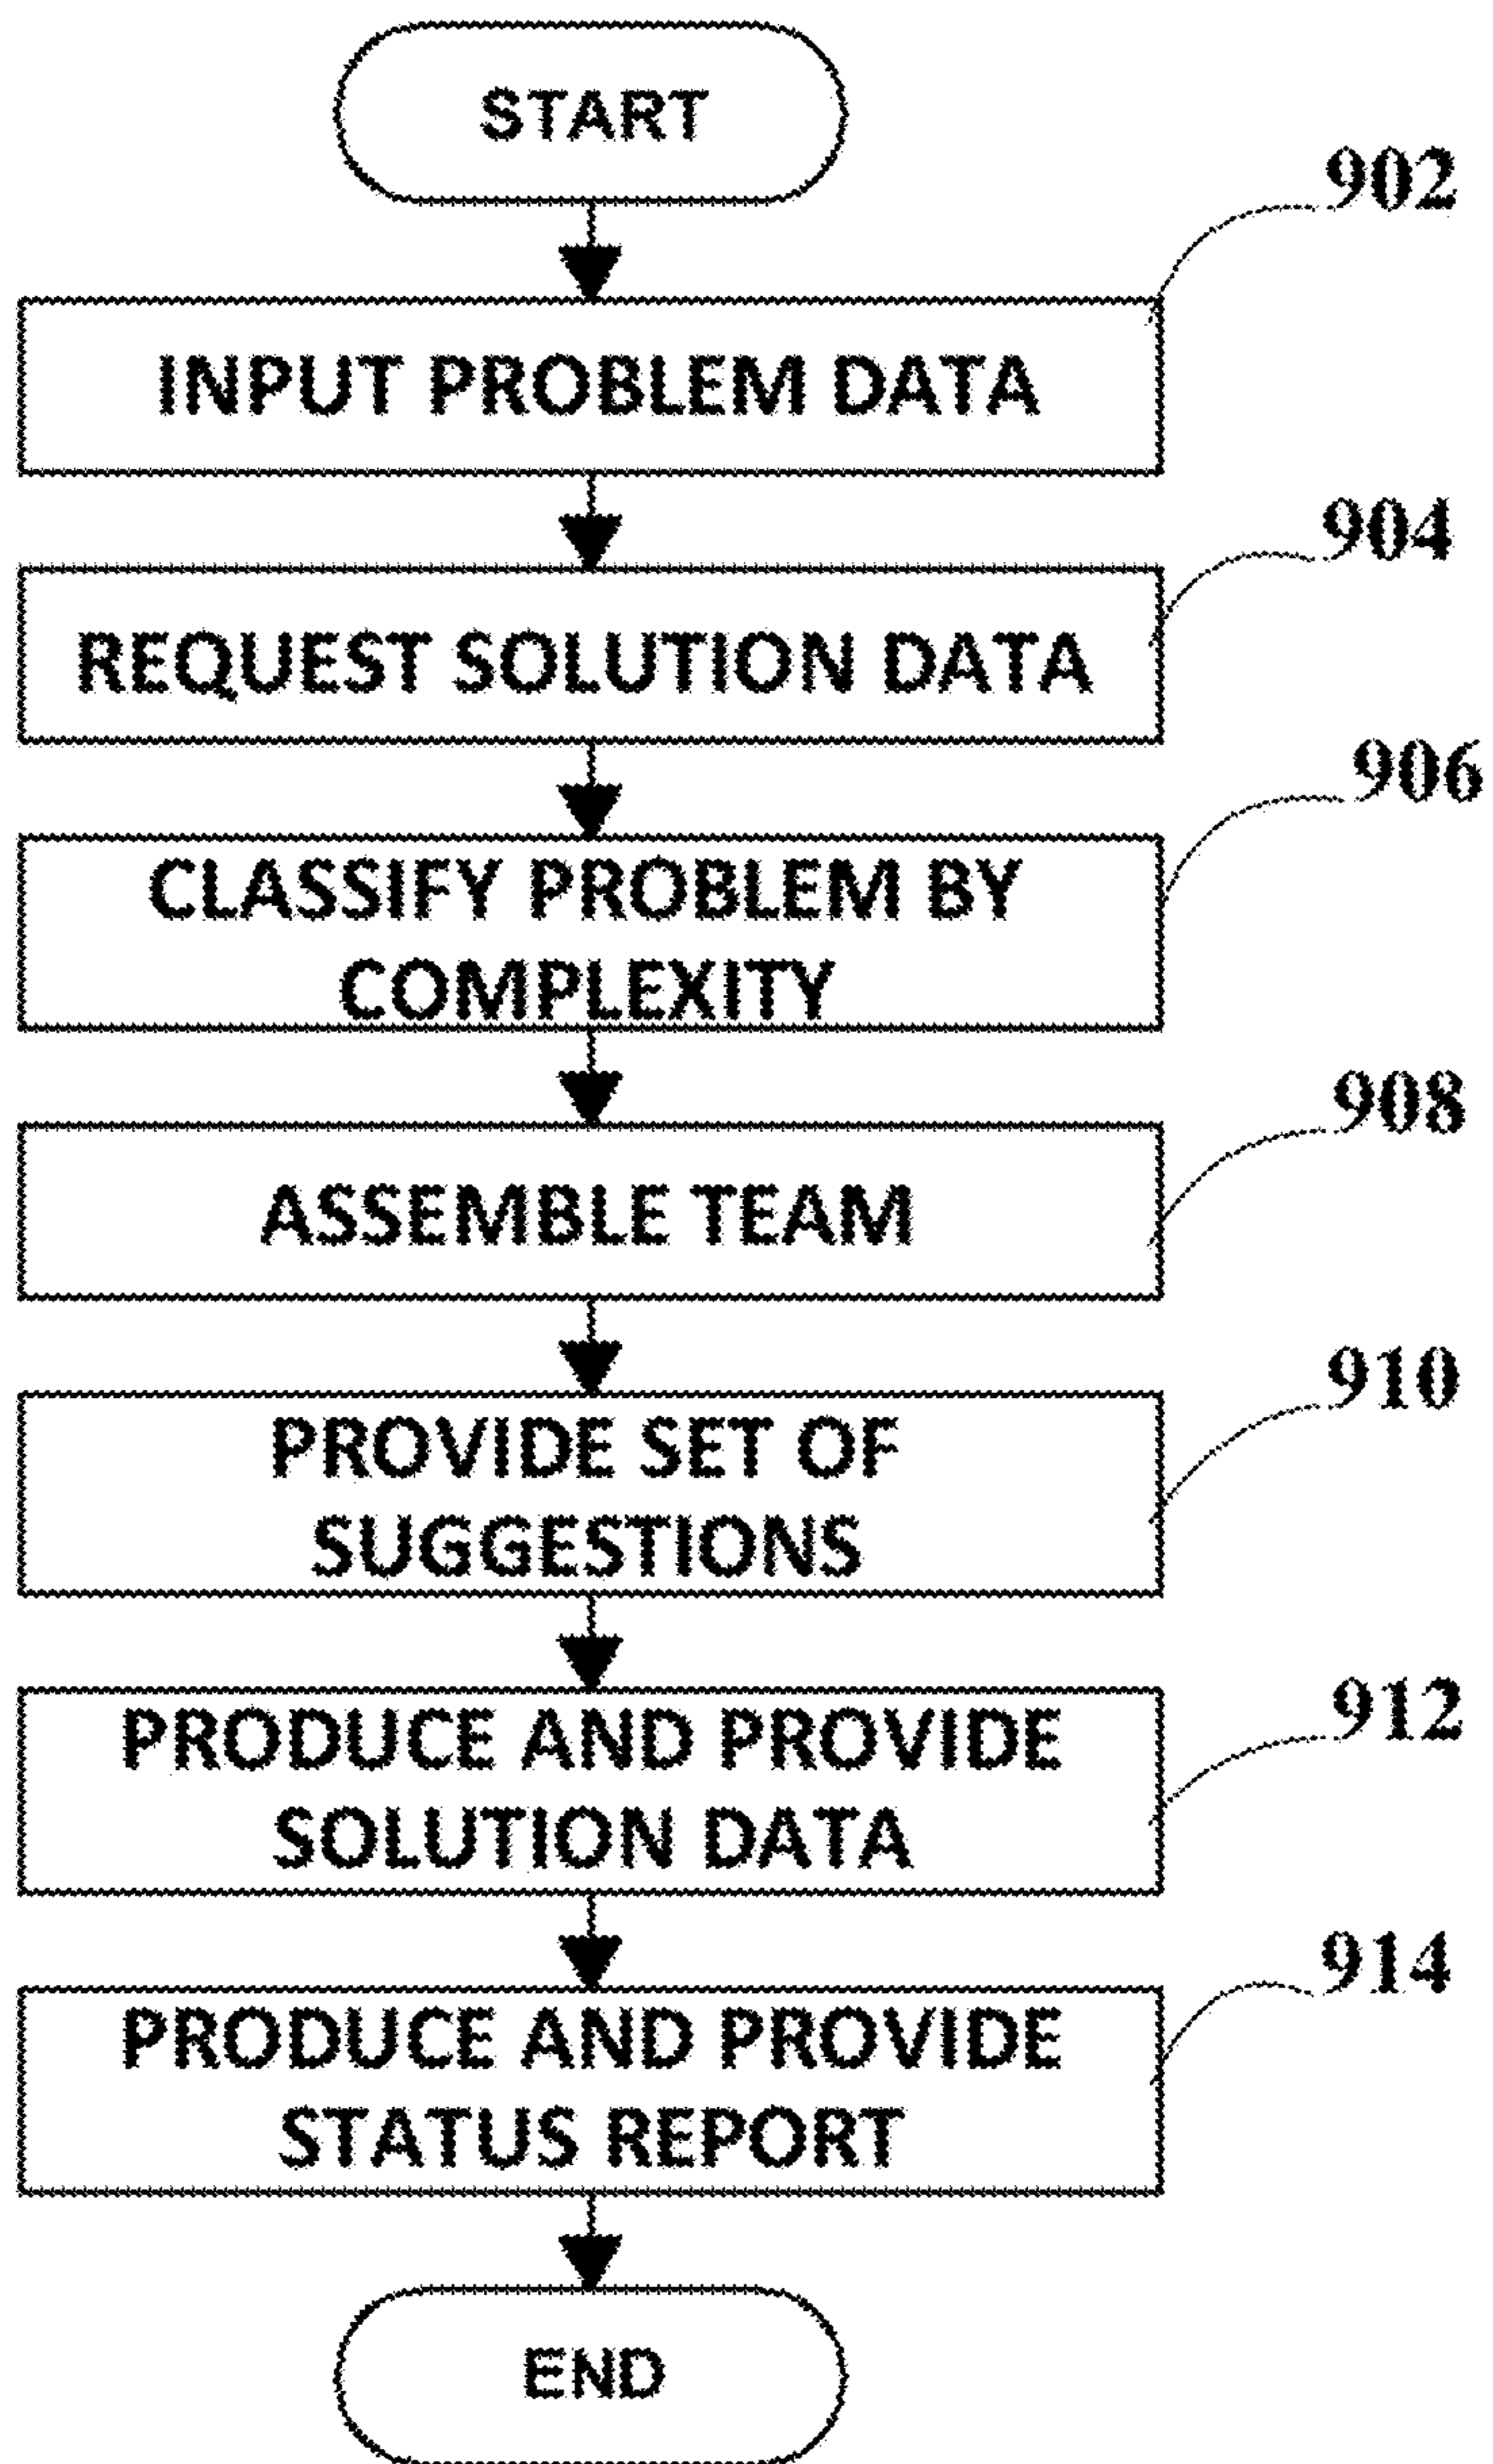 START
902
INPUT PROBLEM DATA
904
REQUEST SOLUTION DATA
906
CLASSIFY PROBLEM BY
COMPLEXITY
908
ASSEMBLE TEAM
910
PROVIDE SET OF
SUGGESTIONS
912
PRODUCE AND PROVIDE
SOLUTION DATA
914
PRODUCE AND PROVIDE
STATUS REPORT
END